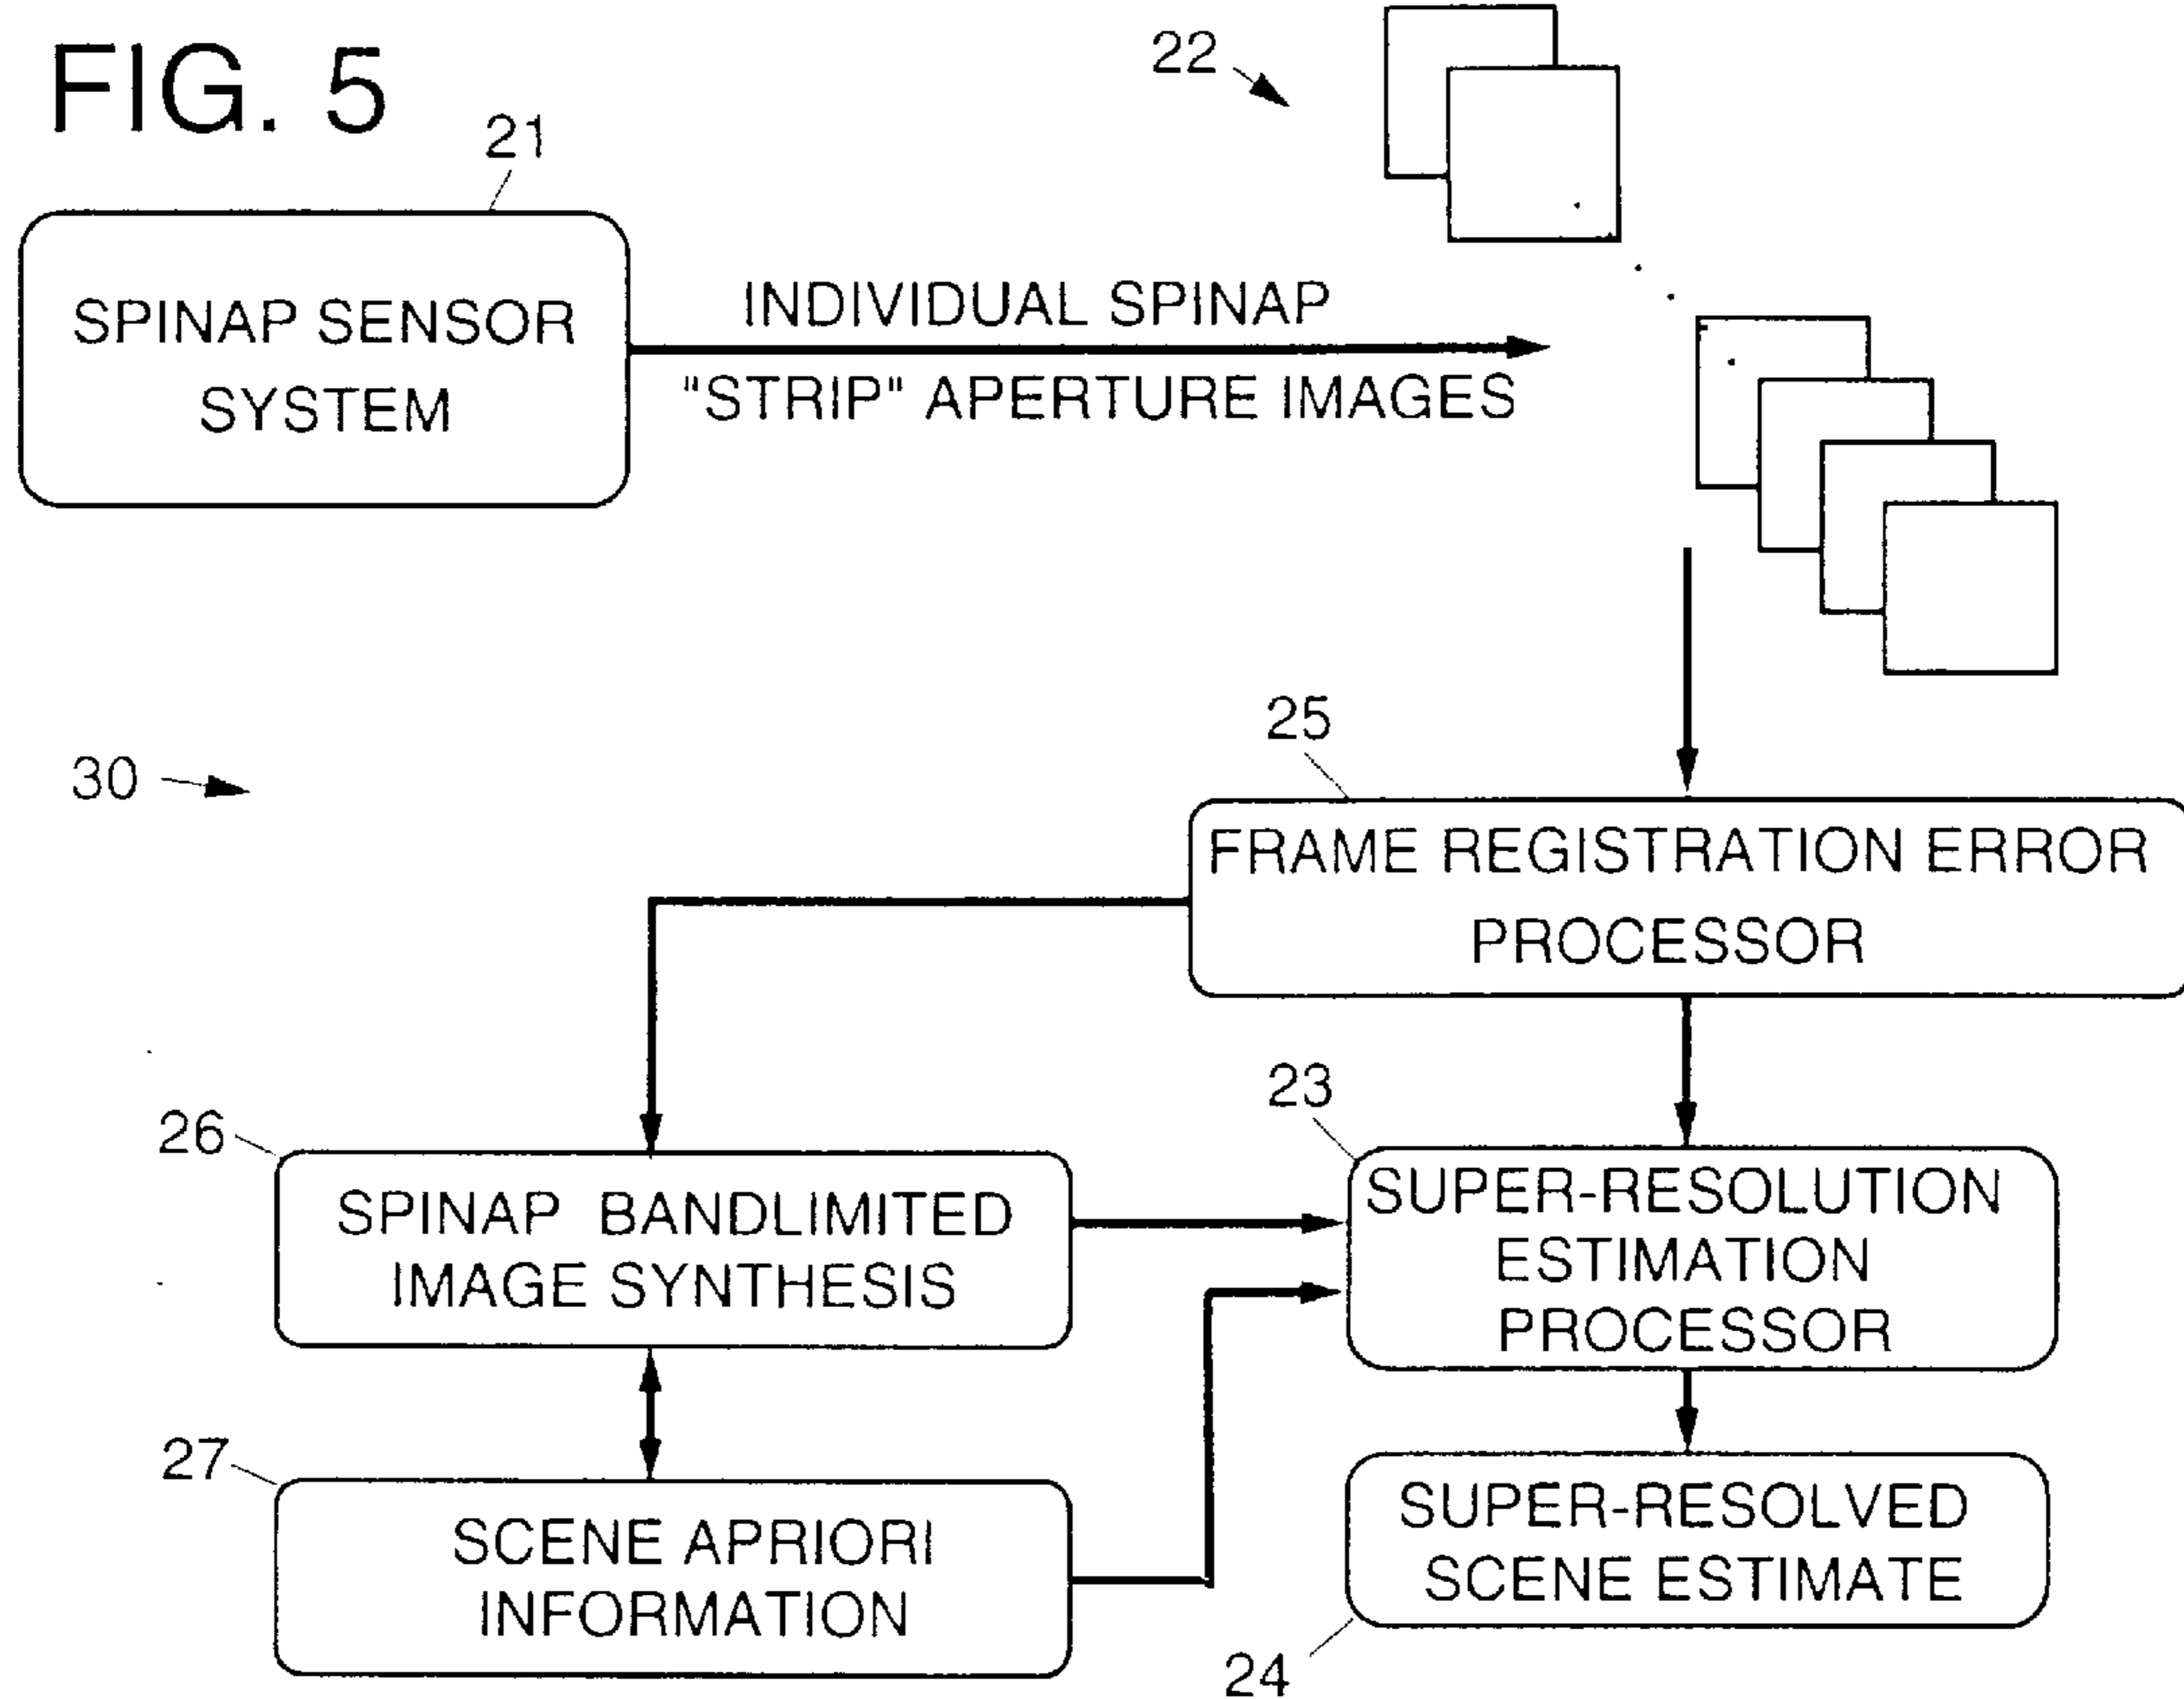 FIG. 5
22
21
SPINAP SENSOR
SYSTEM
INDIVIDUAL SPINAP
"STRIP" APERTURE IMAGES
25
30
FRAME REGISTRATION ERROR
PROCESSOR
23
26
SPINAP BANDLIMITED
IMAGE SYNTHESIS
SUPER-RESOLUTION
ESTIMATION
PROCESSOR
27
SCENE APRIORI
INFORMATION
SUPER-RESOLVED
SCENE ESTIMATE
24